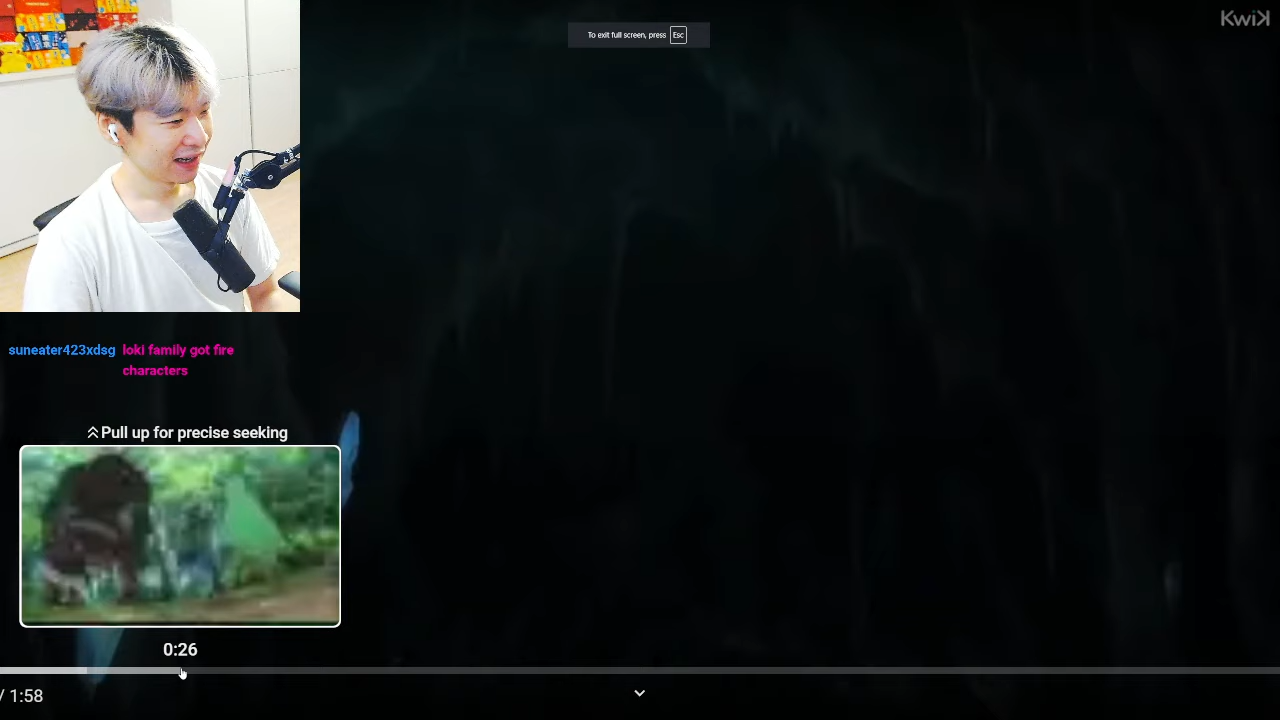 KwiK
To exit full screen, press Esc
suneater423xdsg loki family got fire
characters
Pull up for precise seeking
0:26
/ 1:58